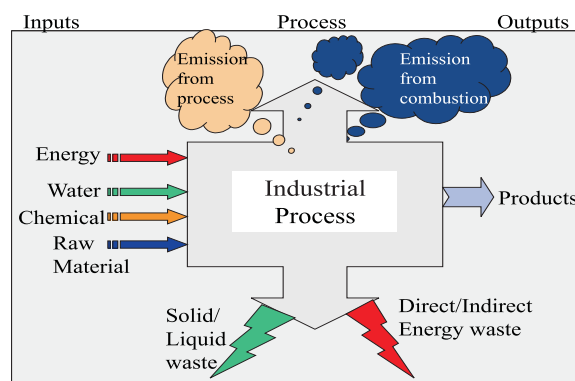 Inputs
Process
Outputs
Emission
from
process
Emission
from
combustion
Energy
Water
Chemical
Raw
Material
Industrial
Process
Products
Solid/
Liquid
waste
Direct/Indirect
Energy waste